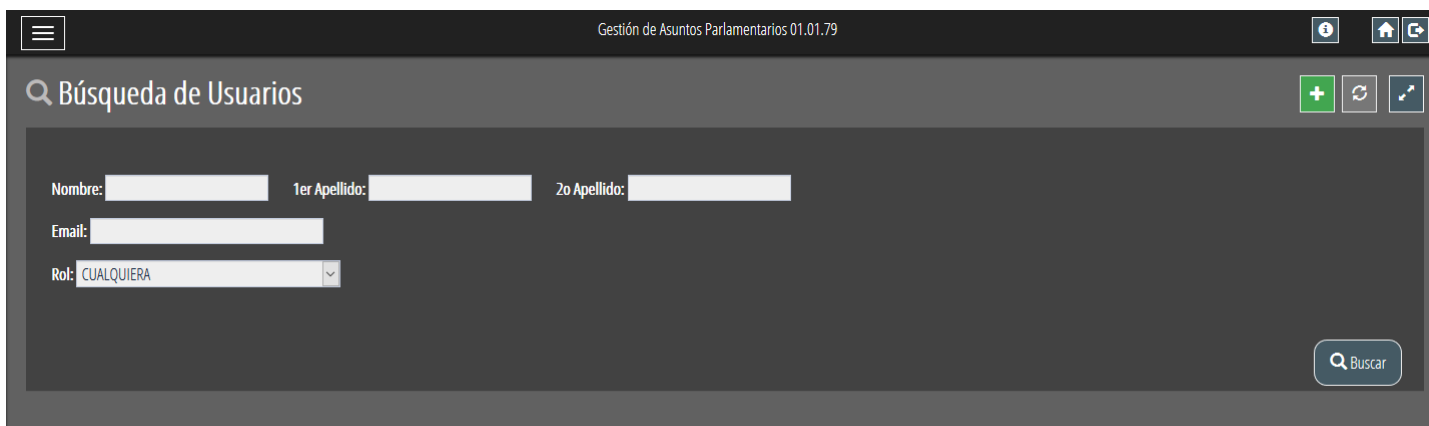 Gestión de Asuntos Parlamentarios 01.01.79
Búsqueda de Usuarios
Nombre: 1er Apellido: 2o Apellido:
Email:
Rol: CUALQUIERA
Buscar